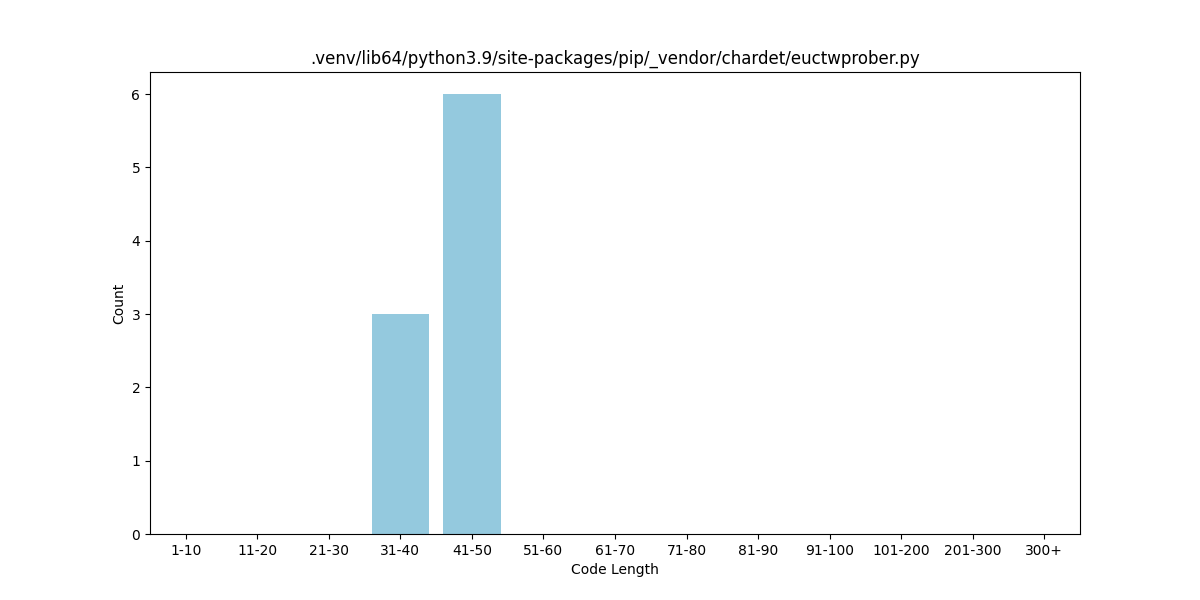 .venv/lib64/python3.9/site-packages/pip/_vendor/chardet/euctwprober.py
6
5
4
3
2
1
0
Count
1-10 11-20 21-30 31-40 41-50 51-60 61-70 71-80 81-90 91-100 101-200 201-300 300+
Code Length